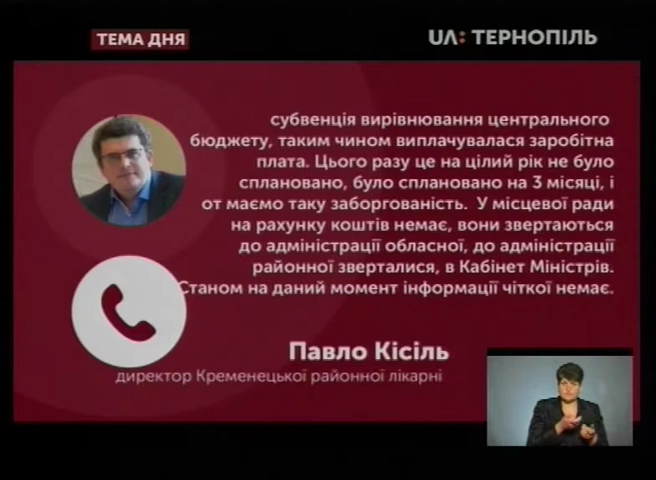 ТЕМА ДНЯ
UA: ТЕРНОПІЛЬ
субвенція вирівнювання центрального
бюджету, таким чином виплачувалася заробітна
плата. Цього разу це на цілий рік не було
сплановано, було сплановано на 3 місяці, і
от маємо таку заборгованість. У місцевої ради
на рахунку коштів немає, вони звертаються
до адміністрації обласної, до адміністрації
районної зверталися, в Кабінет Міністрів.
Станом на даний момент інформації чіткої немає.
Павло Кісіль
директор Кременецької районної лікарні